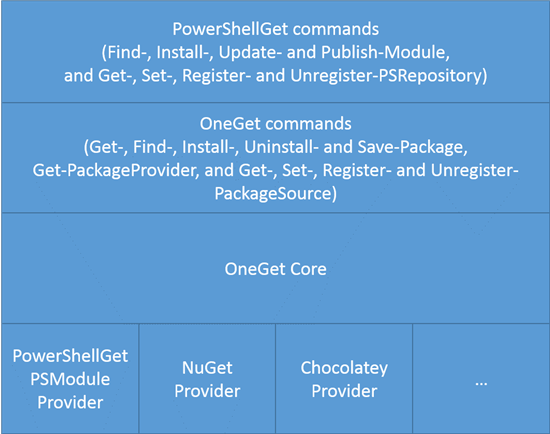 PowerShellGet commands
(Find-, Install-, Update- and Publish-Module,
and Get-, Set-, Register- and Unregister-PSRepository)
OneGet commands
(Get-, Find-, Install-, Uninstall- and Save-Package,
Get-PackageProvider, and Get-, Set-, Register- and Unregister-
PackageSource)
OneGet Core
PowerShellGet
PSModule
Provider
NuGet
Provider
Chocolatey
Provider
...